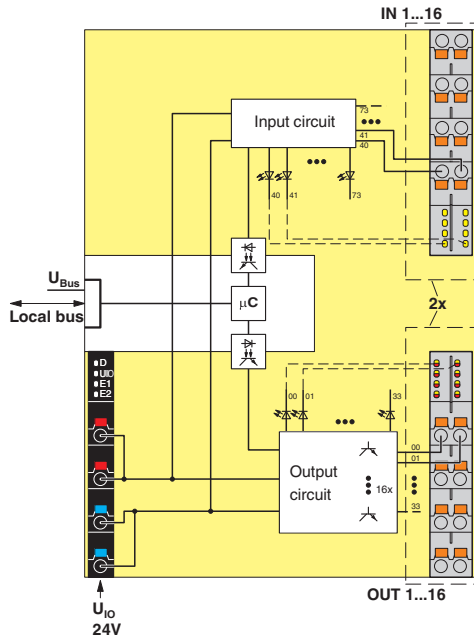 IN 1...16
Input circuit
73
41
40
40
41
73
U Bus
Local bus
µC
2x
D
UIO
E1
E2
00
01
33
00
01
Output
circuit
16x
33
U IO
24V
OUT 1...16